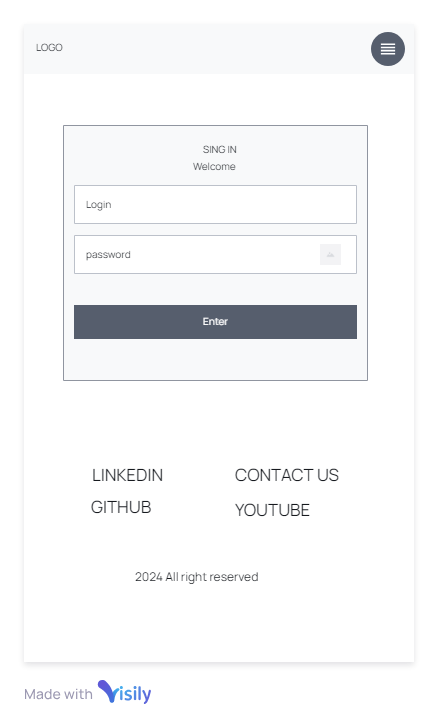 LOGO
SING IN
Welcome
Login
password
Enter
LINKEDIN CONTACT US
GITHUB YOUTUBE
2024 All right reserved
Made with Visily